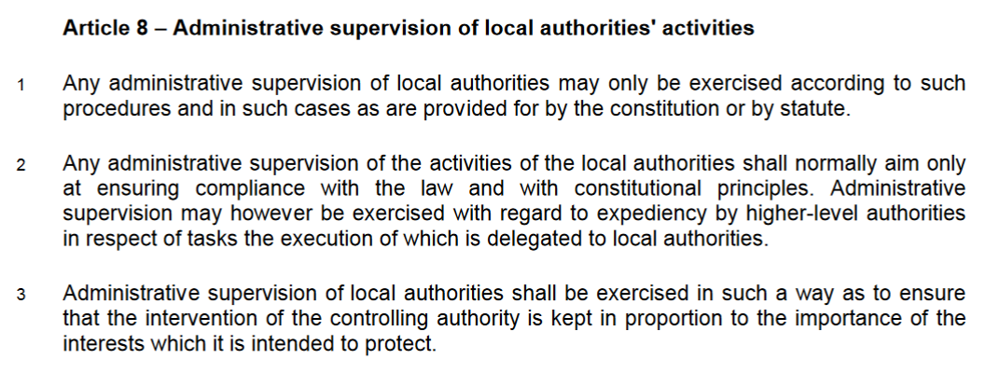 Article 8 – Administrative supervision of local authorities' activities
1 Any administrative supervision of local authorities may only be exercised according to such
procedures and in such cases as are provided for by the constitution or by statute.
2 Any administrative supervision of the activities of the local authorities shall normally aim only
at ensuring compliance with the law and with constitutional principles. Administrative
supervision may however be exercised with regard to expediency by higher-level authorities
in respect of tasks the execution of which is delegated to local authorities.
3 Administrative supervision of local authorities shall be exercised in such a way as to ensure
that the intervention of the controlling authority is kept in proportion to the importance of the
interests which it is intended to protect.